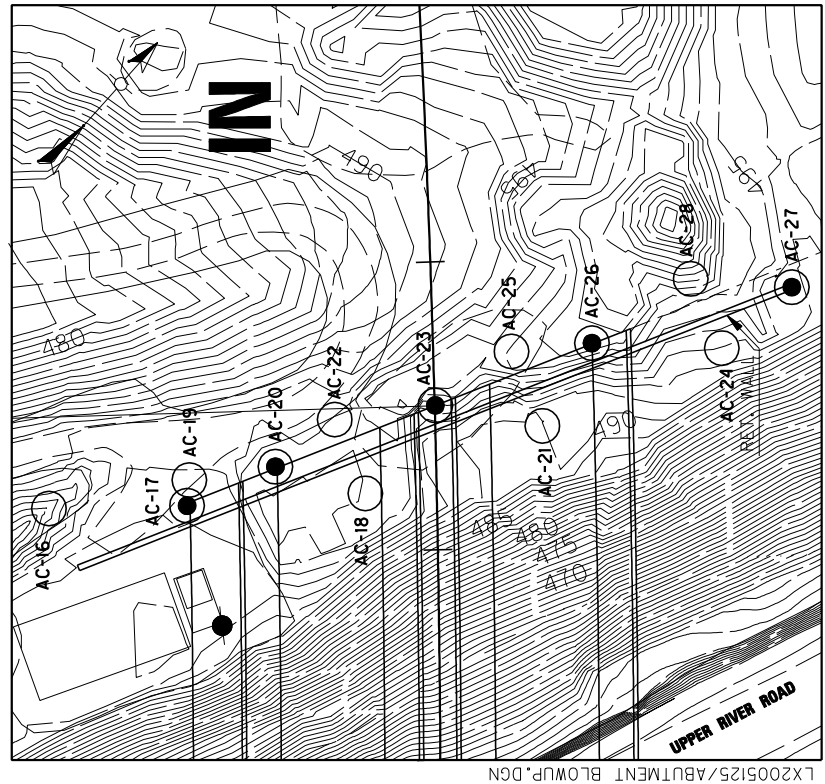 IN
490
495
495
AC-28
AC-27
AC-26
AC-25
480
AC-23
AC-22
AC-24
RET. WALL
AC-20
AC-19
490
AC-21
AC-17
AC-18
AC-16
485
480
475
470
UPPER RIVER ROAD
LX2005125/ABUTMENT BLOWUP.DGN